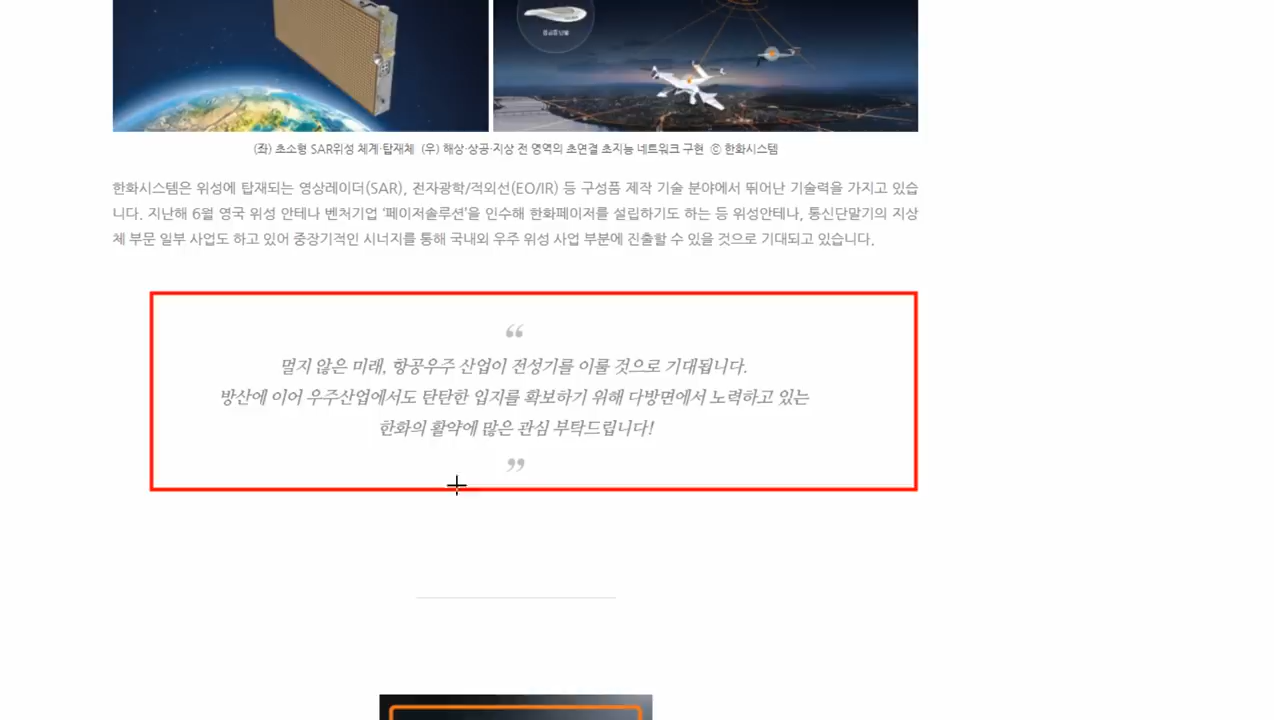 (좌) 초소형 SAR위성 체계·탑재체 (우) 해상·상공·지상 전 영역의 초연결 초지능 네트워크 구현 ⓒ 한화시스템
한화시스템은 위성에 탑재되는 영상레이더(SAR), 전자광학/적외선(EO/IR) 등 구성품 제작 기술 분야에서 뛰어난 기술력을 가지고 있습
니다. 지난해 6월 영국 위성 안테나 벤처기업 ‘페이저솔루션’을 인수해 한화페이저를 설립하기도 하는 등 위성안테나, 통신단말기의 지상
체 부문 일부 사업도 하고 있어 중장기적인 시너지를 통해 국내외 우주 위성 사업 부분에 진출할 수 있을 것으로 기대되고 있습니다.
“
멀지 않은 미래, 항공우주 산업이 전성기를 이룰 것으로 기대됩니다.
방산에 이어 우주산업에서도 탄탄한 입지를 확보하기 위해 다방면에서 노력하고 있는
한화의 활약에 많은 관심 부탁드립니다!
”